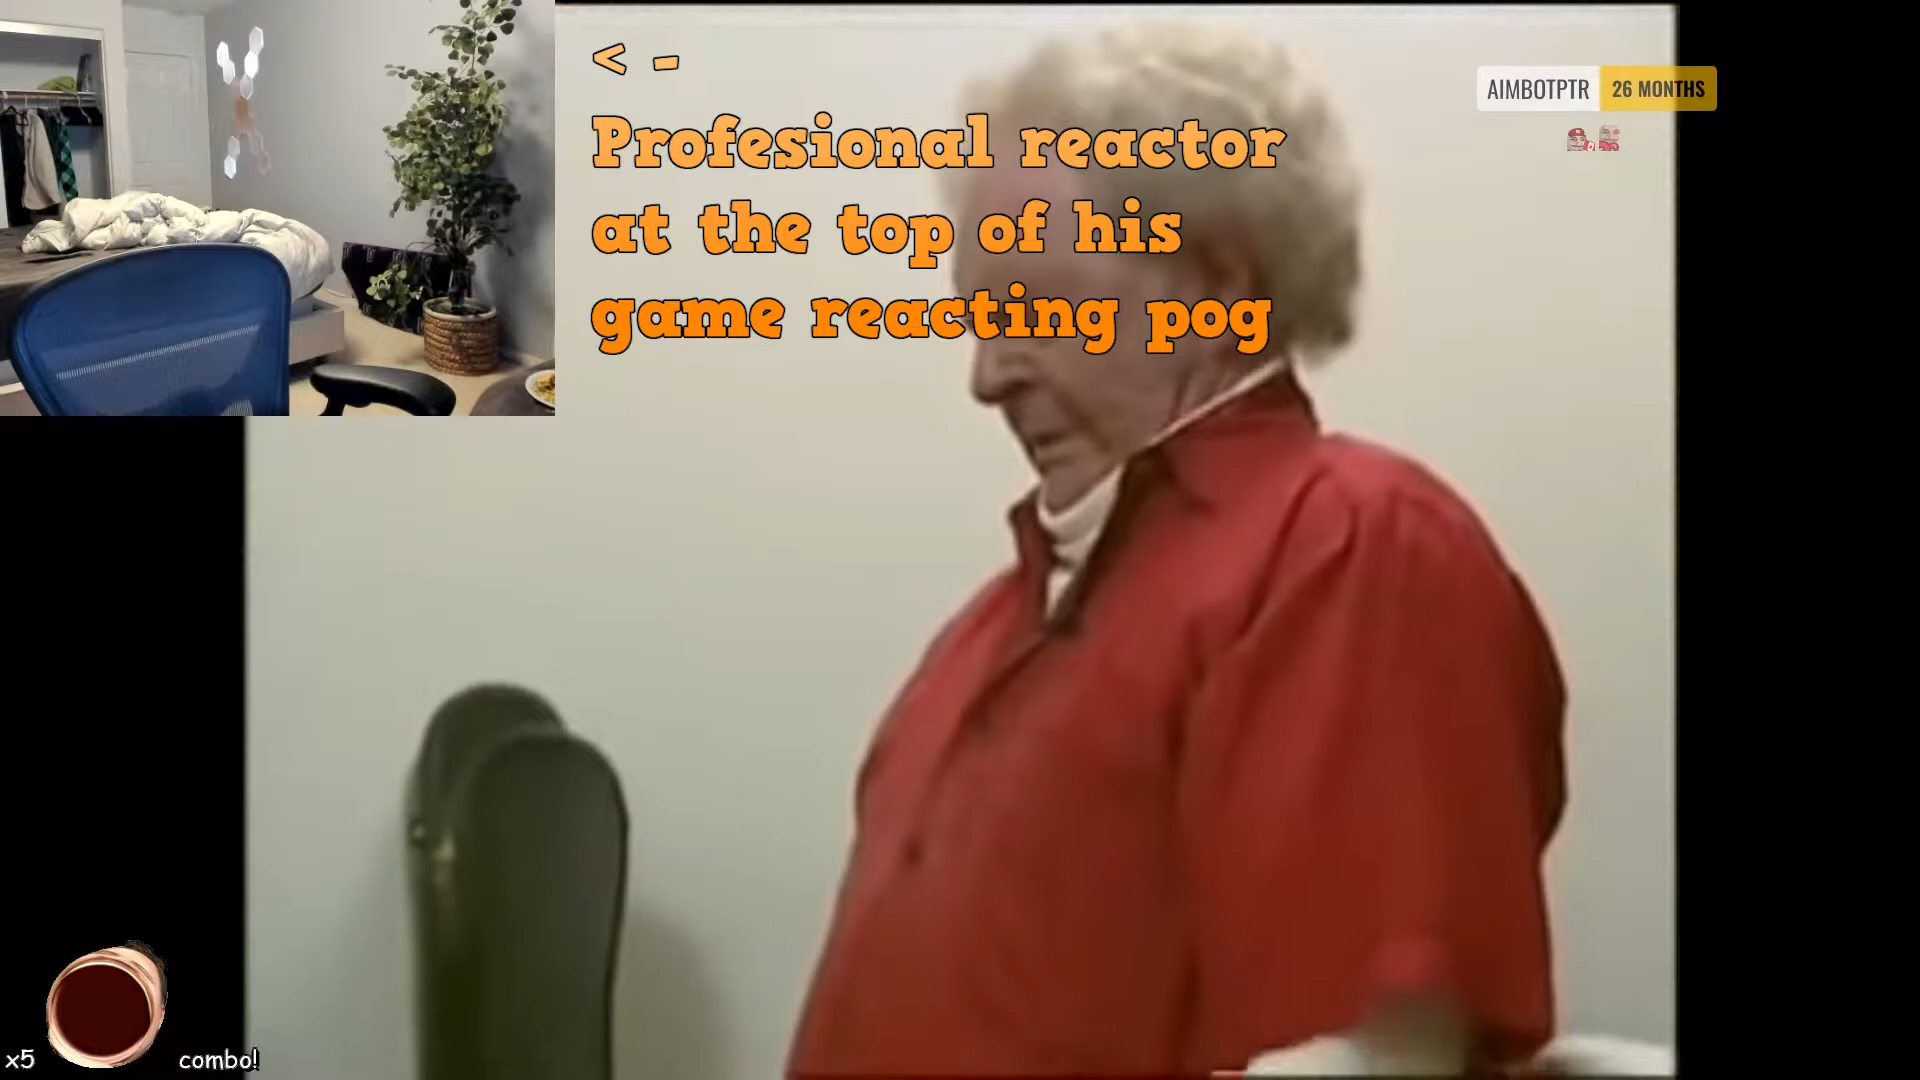 < -
Profesional reactor
at the top of his
game reacting pog
AIMBOTPTR 26 MONTHS
x5 combo!